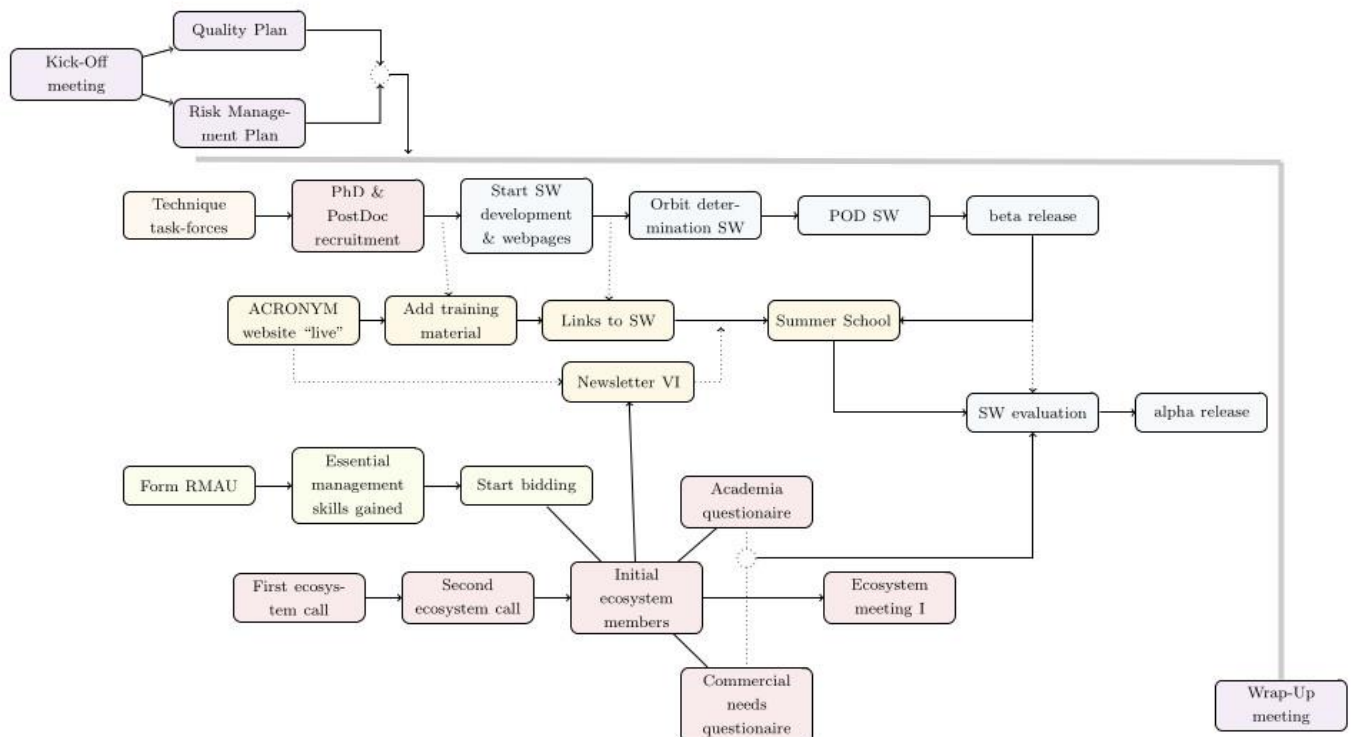 Quality Plan
Kick-Off
meeting
Risk Manage-
ment Plan
Technique
task-forces
PhD &
PostDoc
recruitment
Start SW
development
& webpages
Orbit deter-
mination SW
POD SW
beta release
ACRONYM
website “live”
Add training
material
Links to SW
Summer School
Newsletter VI
SW evaluation
alpha release
Form RMAU
Essential
management
skills gained
Start bidding
Academia
questionaire
First ecosys-
tem call
Second
ecosystem call
Initial
ecosystem
members
Ecosystem
meeting I
Commercial
needs
questionaire
Wrap-Up
meeting